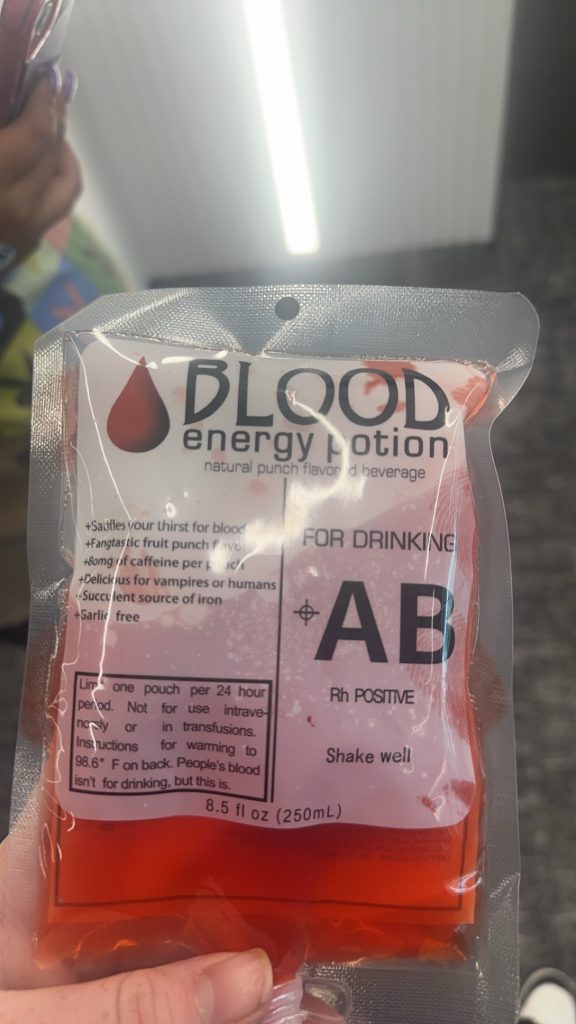 BLOOD
energy potion
natural punch flavored beverage
+Satifies your thirst for blood
+Fangtastic fruit punch flavor
+80mg of caffeine per pouch
+Delicious for vampires or humans
+Succulent source of iron
+Garlic free
Limit one pouch per 24 hour
period. Not for use intrave-
nously or in transfusions.
Instructions for warming to
98.6° F on back. People's blood
isn't for drinking, but this is.
FOR DRINKING
AB
Rh POSITIVE
Shake well
8.5 fl oz (250mL)